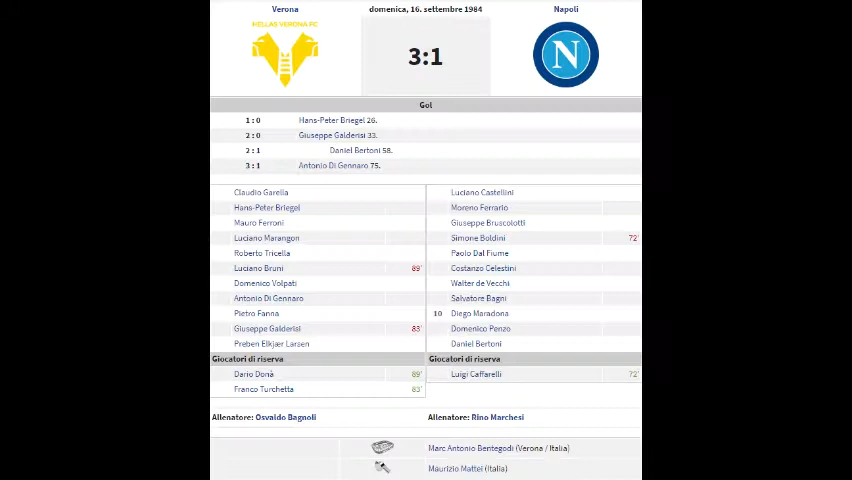 Verona domenica, 16. settembre 1984 Napoli
HELLAS VERONA FC
3:1
N
Gol
1 : 0 Hans-Peter Briegel 26.
2 : 0 Giuseppe Galderisi 33.
2 : 1 Daniel Bertoni 58.
3 : 1 Antonio Di Gennaro 75.
Claudio Garella Luciano Castellini
Hans-Peter Briegel Moreno Ferrario
Mauro Ferroni Giuseppe Bruscolotti
Luciano Marangon Simone Boldini 72'
Roberto Tricella Paolo Dal Fiume
Luciano Bruni 89' Costanzo Celestini
Domenico Volpati Walter de Vecchi
Antonio Di Gennaro Salvatore Bagni
Pietro Fanna 10 Diego Maradona
Giuseppe Galderisi 83' Domenico Penzo
Preben Elkjær Larsen Daniel Bertoni
Giocatori di riserva Giocatori di riserva
Dario Donà 89' Luigi Caffarelli 72'
Franco Turchetta 83'
Allenatore: Osvaldo Bagnoli Allenatore: Rino Marchesi
Marc Antonio Bentegodi (Verona / Italia)
Maurizio Mattei (Italia)